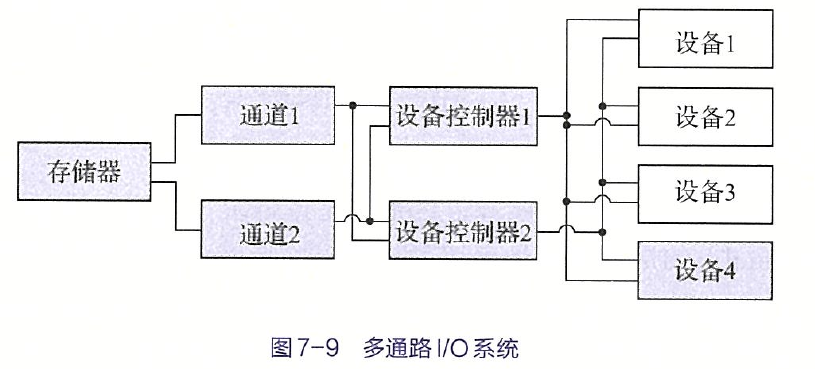 存储器
通道1
通道2
设备控制器1
设备控制器2
设备1
设备2
设备3
设备4
图7-9 多通路I/O系统